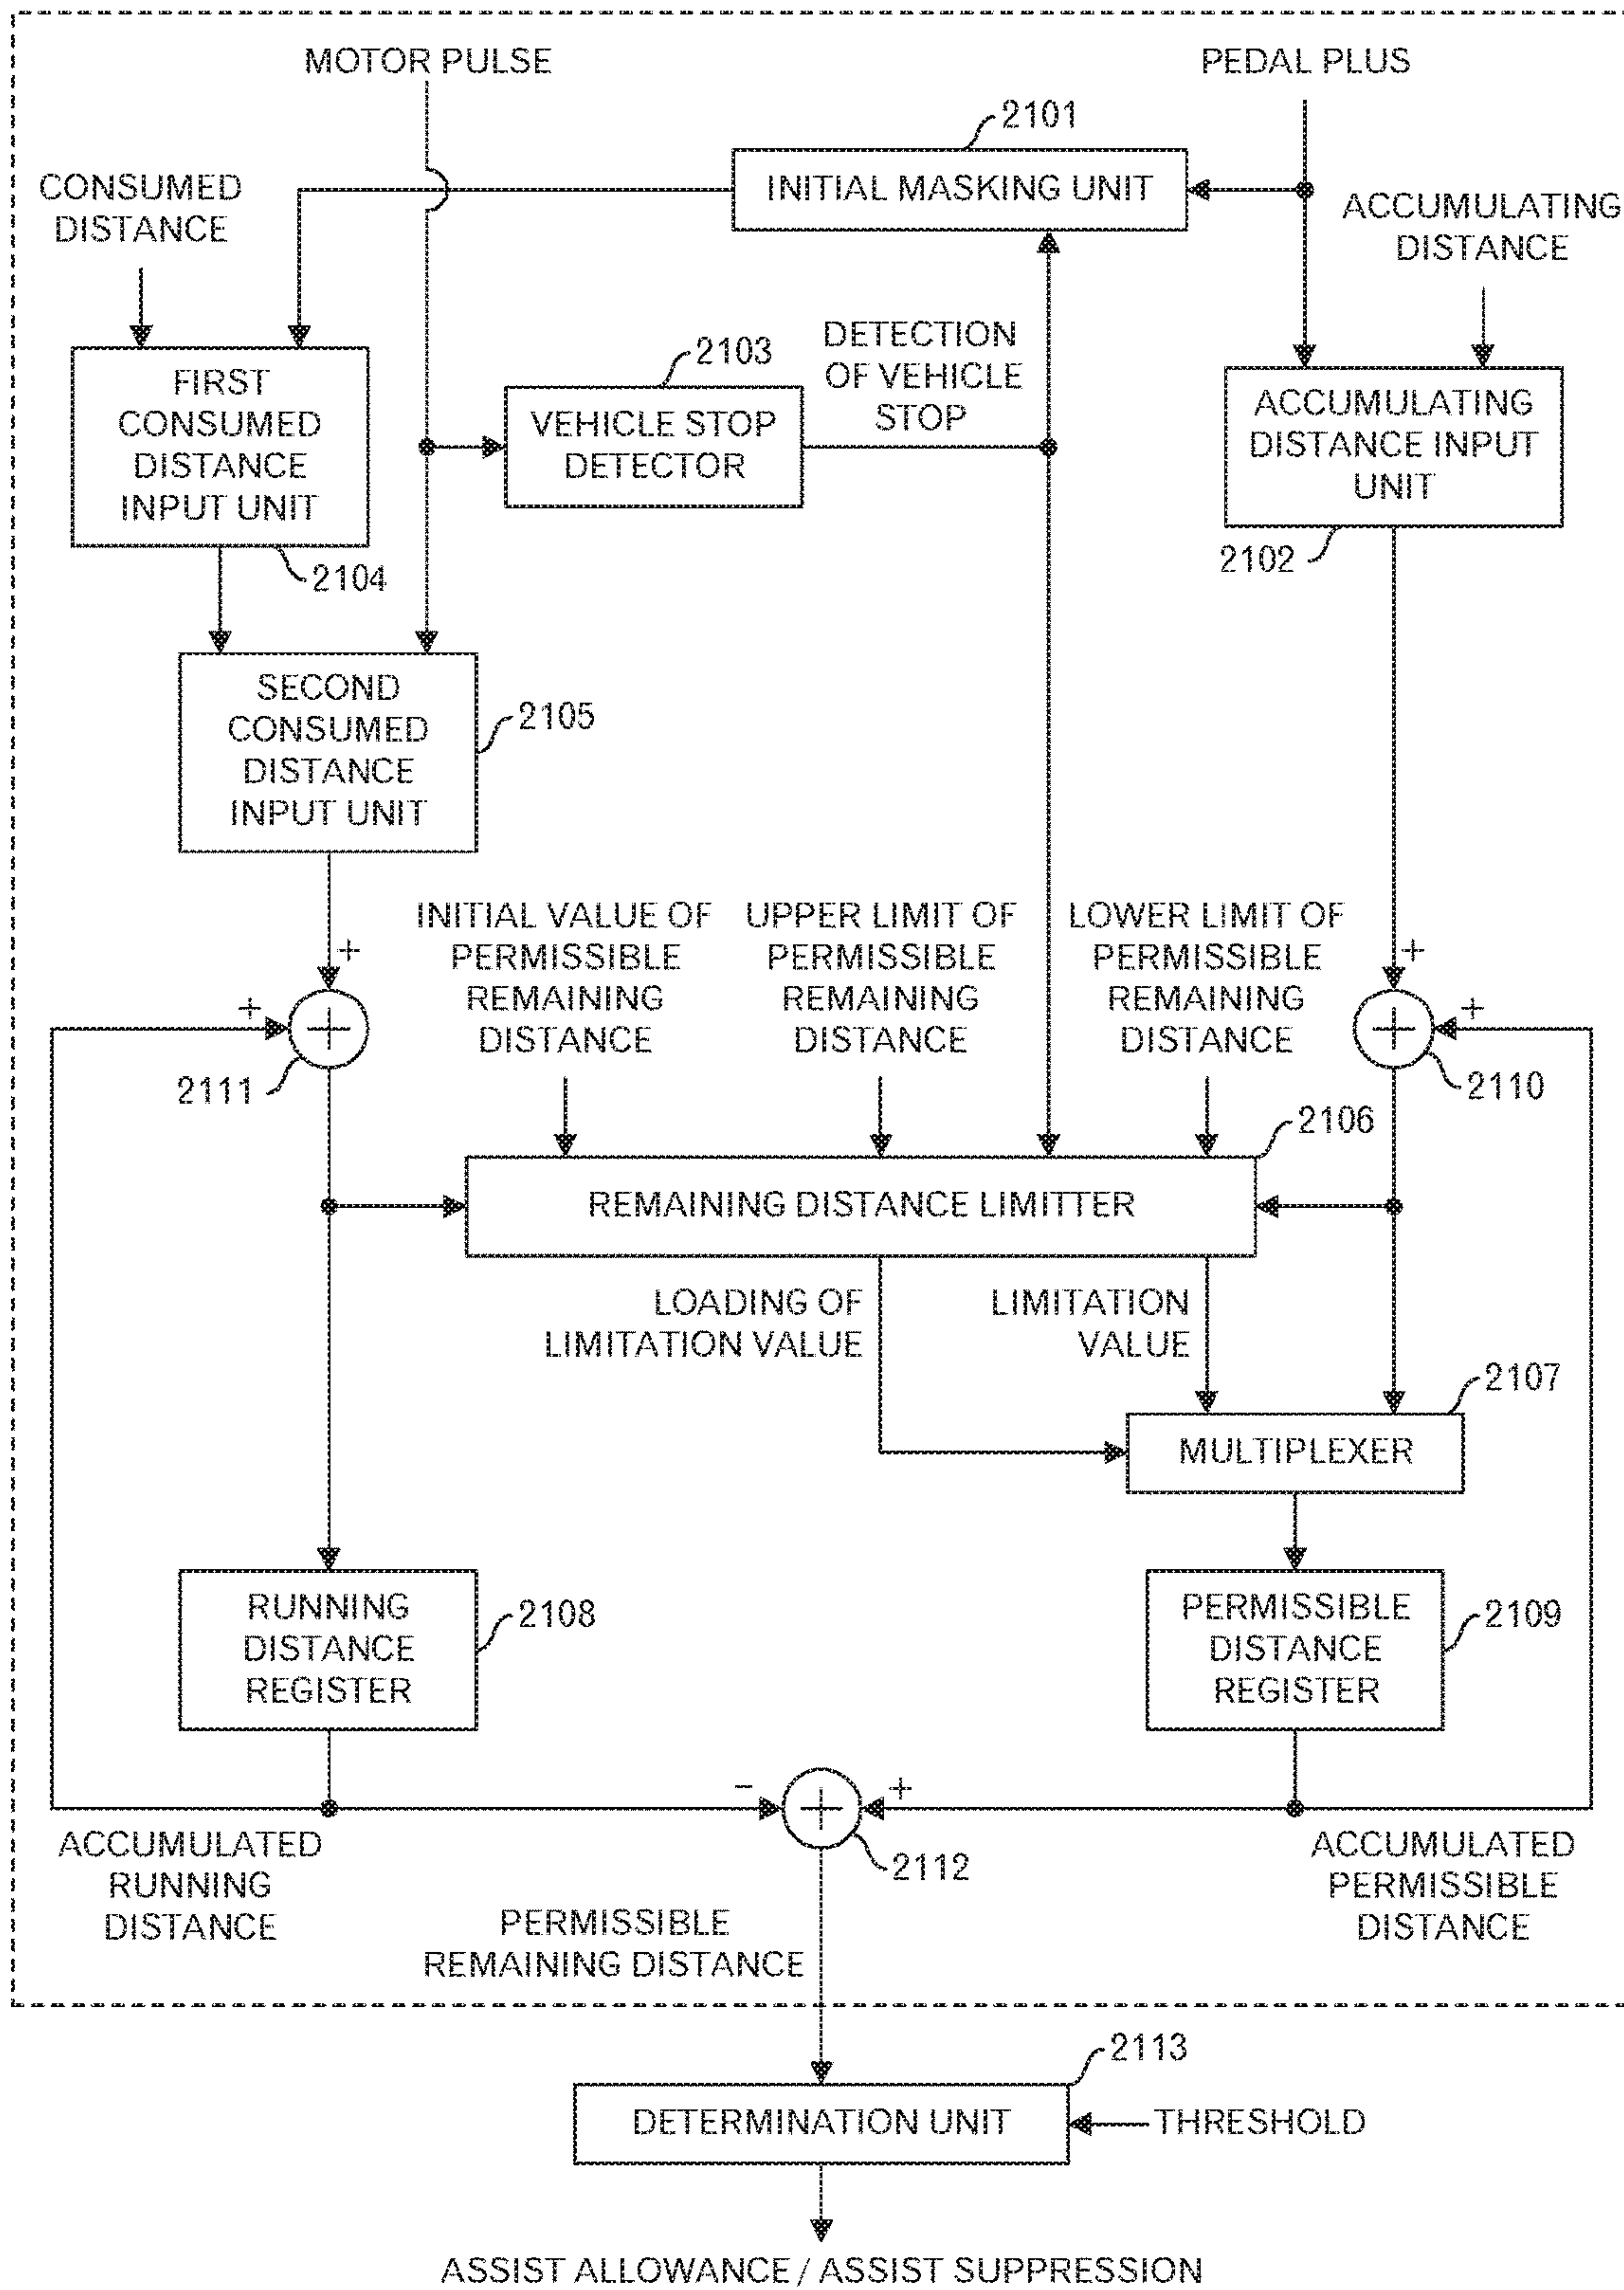 MOTOR PULSE
PEDAL PLUS
2101
INITIAL MASKING UNIT
CONSUMED
DISTANCE
ACCUMULATING
DISTANCE
FIRST
CONSUMED
DISTANCE
INPUT UNIT
2104
2103
VEHICLE STOP
DETECTOR
DETECTION
OF VEHICLE
STOP
ACCUMULATING
DISTANCE INPUT
UNIT
2102
SECOND
CONSUMED
DISTANCE
INPUT UNIT
2105
INITIAL VALUE OF
PERMISSIBLE
REMAINING
DISTANCE
UPPER LIMIT OF
PERMISSIBLE
REMAINING
DISTANCE
LOWER LIMIT OF
PERMISSIBLE
REMAINING
DISTANCE
+
+
+
2111
+
+
+
2110
2106
REMAINING DISTANCE LIMITTER
LOADING OF
LIMITATION VALUE
LIMITATION
VALUE
2107
MULTIPLEXER
RUNNING
DISTANCE
REGISTER
2108
PERMISSIBLE
DISTANCE
REGISTER
2109
−
+
+
2112
ACCUMULATED
RUNNING
DISTANCE
ACCUMULATED
PERMISSIBLE
DISTANCE
PERMISSIBLE
REMAINING DISTANCE
2113
DETERMINATION UNIT
THRESHOLD
ASSIST ALLOWANCE / ASSIST SUPPRESSION